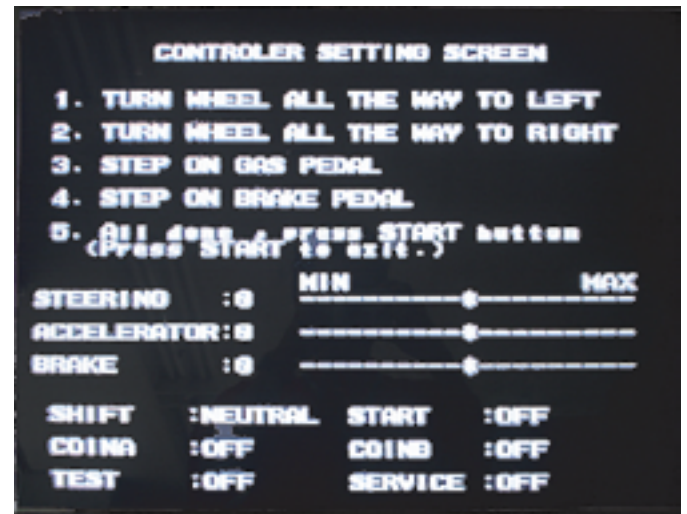 CONTROLER SETTING SCREEN
1. TURN WHEEL ALL THE WAY TO LEFT
2. TURN WHEEL ALL THE WAY TO RIGHT
3. STEP ON GAS PEDAL
4. STEP ON BRAKE PEDAL
5. All done , press START button
(Press START to exit.)
MIN MAX
STEERING :0
ACCELERATOR:0
BRAKE :0
SHIFT :NEUTRAL START :OFF
COINA :OFF COINB :OFF
TEST :OFF SERVICE :OFF